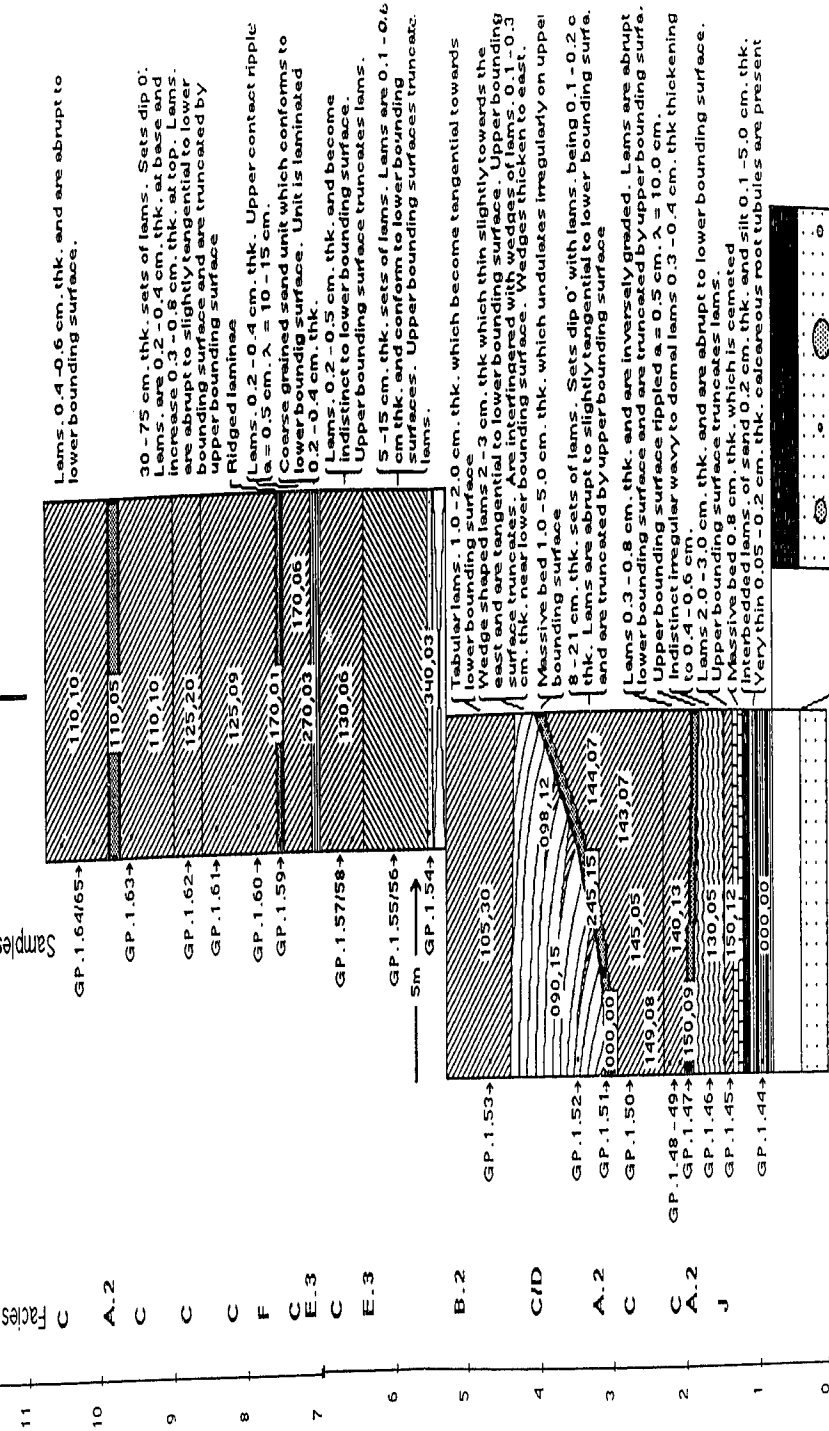 Facies
Samples
C
A.2
C
C
C
F
C
E.3
C
E.3
B.2
C/D
A.2
C
C
A.2
J
11
10
9
8
7
6
5
4
3
2
1
0
GP.1.64/65→
GP.1.63→
GP.1.62→
GP.1.61→
GP.1.60→
GP.1.59→
GP.1.57/58→
GP.1.55/56→
GP.1.54→
5m
GP.1.53→
GP.1.52→
GP.1.51→
GP.1.50→
GP.1.48-49→
GP.1.47→
GP.1.46→
GP.1.45→
GP.1.44→
110,10
110,05
110,10
125,20
125,09
170,01
170,06
270,03
130,06
340,03
105,30
098,12
090,15
144,07
245,15
000,00
143,07
145,05
149,08
140,13
150,09
130,05
150,12
000,00
Lams. 0.4-0.6 cm. thk. and are abrupt to
lower bounding surface.
30-75 cm. thk. sets of lams. Sets dip 0°.
Lams. are 0.2-0.4 cm. thk. at base and
increase 0.3-0.8 cm. thk. at top. Lams.
are abrupt to slightly tangential to lower
bounding surface and are truncated by
upper bounding surface
Ridged laminae
Lams. 0.2-0.4 cm. thk. Upper contact ripple
a = 0.5 cm. λ = 10-15 cm.
Coarse grained sand unit which conforms to
lower boundig surface. Unit is laminated
0.2-0.4 cm. thk.
Lams. 0.2-0.5 cm. thk. and become
indistinct to lower bounding surface.
Upper bounding surface truncates lams.
5-15 cm. thk. sets of lams. Lams are 0.1-0.6
cm thk. and conform to lower bounding
surfaces. Upper bounding surfaces truncate
lams.
Tabular lams. 1.0-2.0 cm. thk. which become tangential towards
lower bounding surface
Wedge shaped lams 2-3 cm. thk which thin slightly towards the
east and are tangential to lower bounding surface. Upper bounding
surface truncates. Are interfingered with wedges of lams. 0.1-0.3
cm. thk. near lower bounding surface. Wedges thicken to east.
Massive bed 1.0-5.0 cm. thk. which undulates irregularly on upper
bounding surface
8-21 cm. thk. sets of lams. Sets dip 0° with lams. being 0.1-0.2 c
thk. Lams are abrupt to slightly tangential to lower bounding surfa.
and are truncated by upper bounding surface
Lams 0.3-0.8 cm. thk. and are inversely graded. Lams are abrupt
lower bounding surface and are truncated by upper bounding surfa.
Upper bounding surface rippled a = 0.5 cm. λ = 10.0 cm.
Indistinct irregular wavy to domal lams 0.3-0.4 cm. thk thickening
to 0.4-0.6 cm.
Lams 2.0-3.0 cm. thk. and are abrupt to lower bounding surface.
Upper bounding surface truncates lams.
Massive bed 0.8 cm. thk. which is cemeted
Interbedded lams. of sand 0.2 cm. thk. and silt 0.1-5.0 cm. thk.
Very thin 0.05-0.2 cm. thk. calcareous root tubules are present